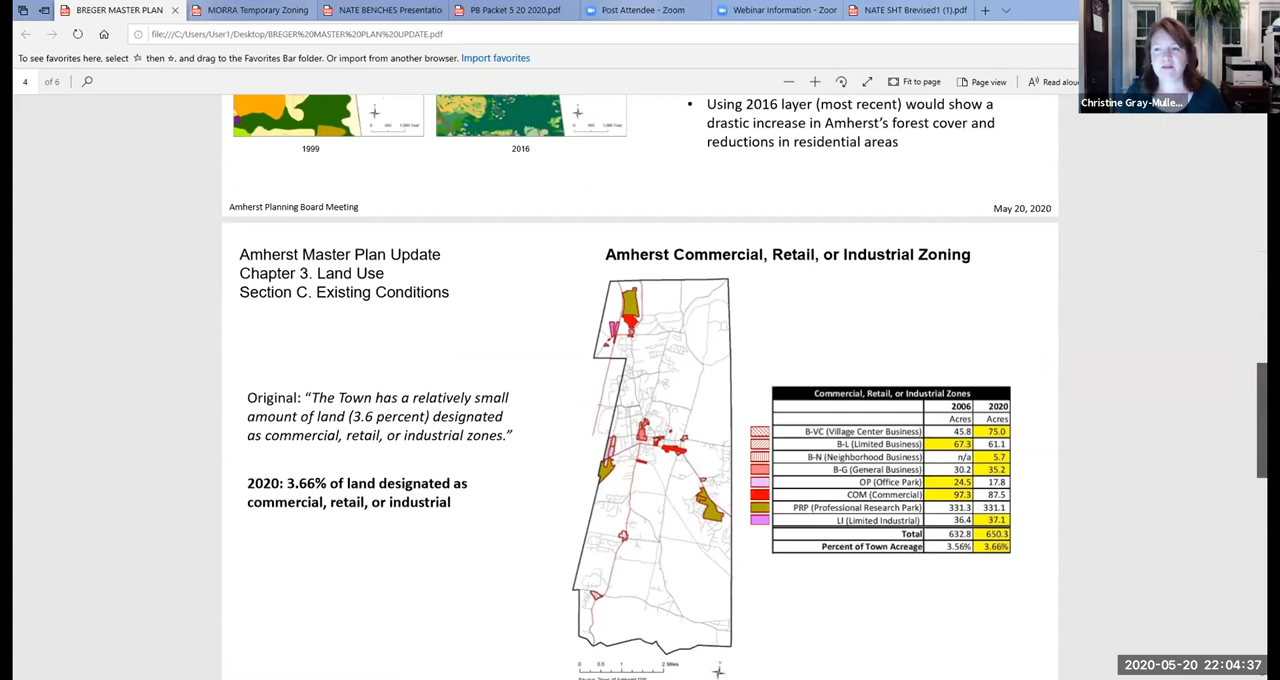 BREGER MASTER PLAN
MORRA Temporary Zoning
NATE BENCHES Presentatio
PB Packet 5 20 2020.pdf
Post Attendee - Zoom
Webinar Information - Zoor
NATE SHT Brevised1 (1).pdf
file:///C:/Users/User1/Desktop/BREGER%20MASTER%20PLAN%20UPDATE.pdf
To see favorites here, select ☆ then ☆, and drag to the Favorites Bar folder. Or import from another browser. Import favorites
4 of 6
Fit to page
Page view
Read alou
Christine Gray-Mulle...
1999
2016
• Using 2016 layer (most recent) would show a
drastic increase in Amherst's forest cover and
reductions in residential areas
Amherst Planning Board Meeting
May 20, 2020
Amherst Master Plan Update
Chapter 3. Land Use
Section C. Existing Conditions
Amherst Commercial, Retail, or Industrial Zoning
Original: “The Town has a relatively small
amount of land (3.6 percent) designated
as commercial, retail, or industrial zones.”
2020: 3.66% of land designated as
commercial, retail, or industrial
Commercial, Retail, or Industrial Zones
2006 2020
Acres Acres
B-VC (Village Center Business) 45.8 75.0
B-L (Limited Business) 67.3 61.1
B-N (Neighborhood Business) n/a 5.7
B-G (General Business) 30.2 35.2
OP (Office Park) 24.5 17.8
COM (Commercial) 97.3 87.5
PRP (Professional Research Park) 331.3 331.1
LI (Limited Industrial) 36.4 37.1
Total 632.8 650.3
Percent of Town Acreage 3.56% 3.66%
0 0.5 1 2 Miles
2020-05-20 22:04:37